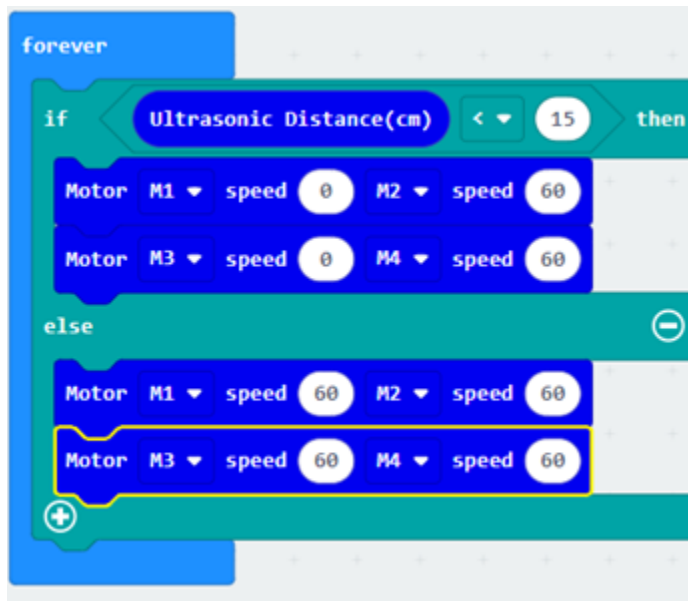 forever
if Ultrasonic Distance(cm) < 15 then
Motor M1 speed 0 M2 speed 60
Motor M3 speed 0 M4 speed 60
else
Motor M1 speed 60 M2 speed 60
Motor M3 speed 60 M4 speed 60